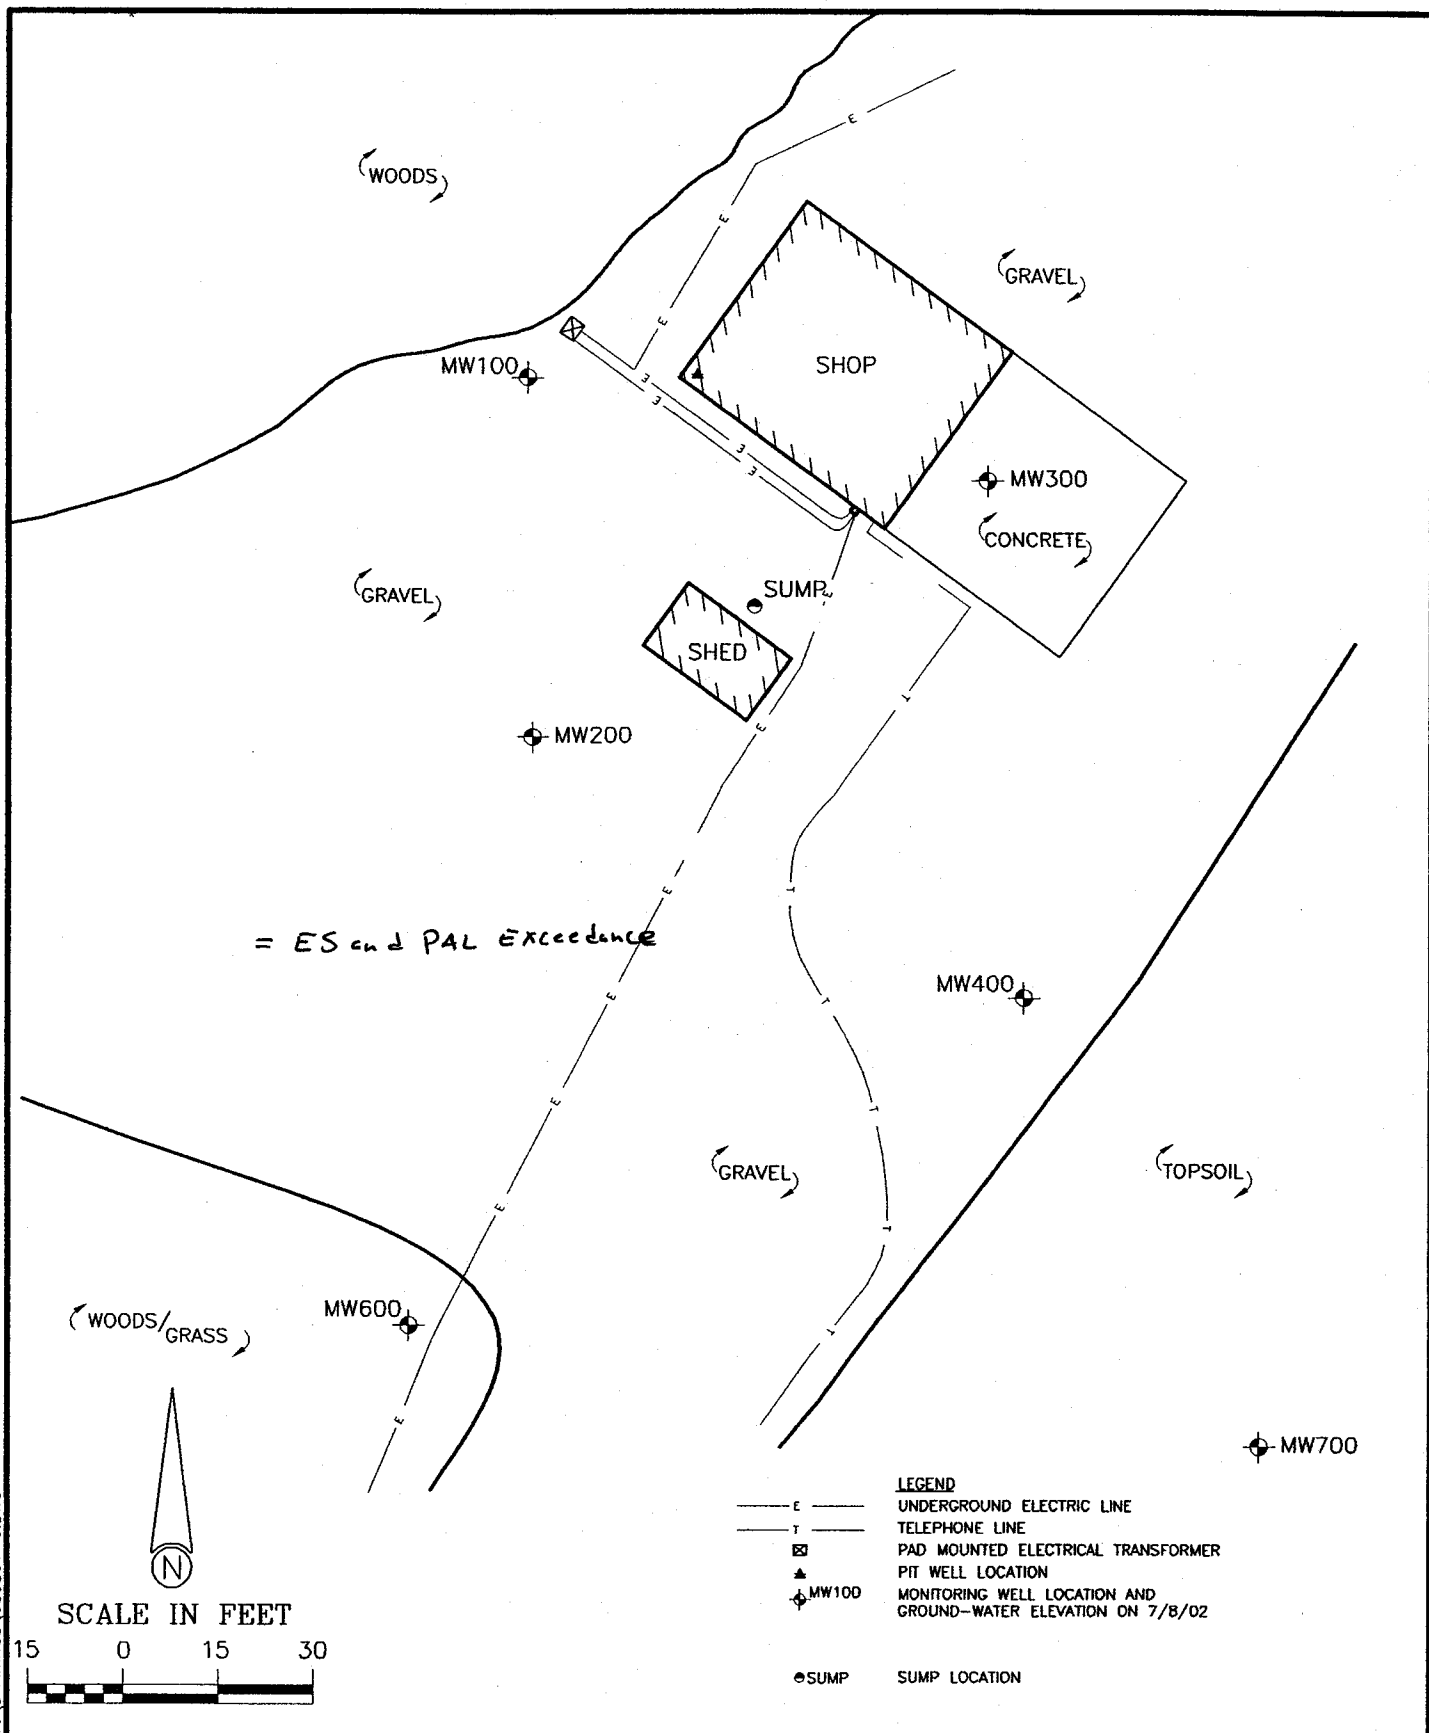 E
WOODS
E
GRAVEL
E
MW100
SHOP
E
E
E
E
MW300
CONCRETE
GRAVEL
SUMP
E
SHED
T
E
MW200
E
T
= ES and PAL Exceedance
MW400
E
T
E
T
GRAVEL
TOPSOIL
E
T
WOODS/
GRASS
MW600
T
E
MW700
LEGEND
E UNDERGROUND ELECTRIC LINE
T TELEPHONE LINE
PAD MOUNTED ELECTRICAL TRANSFORMER
PIT WELL LOCATION
MW100 MONITORING WELL LOCATION AND
GROUND-WATER ELEVATION ON 7/8/02
SUMP SUMP LOCATION
N
SCALE IN FEET
15 0 15 30